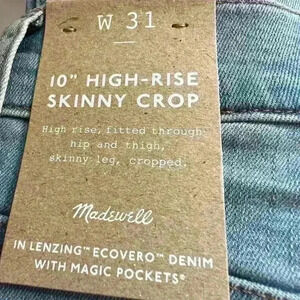 W 31
10" HIGH-RISE
SKINNY CROP
High rise, fitted through
hip and thigh,
skinny leg, cropped.
Madewell
IN LENZING™ ECOVERO™ DENIM
WITH MAGIC POCKETS®